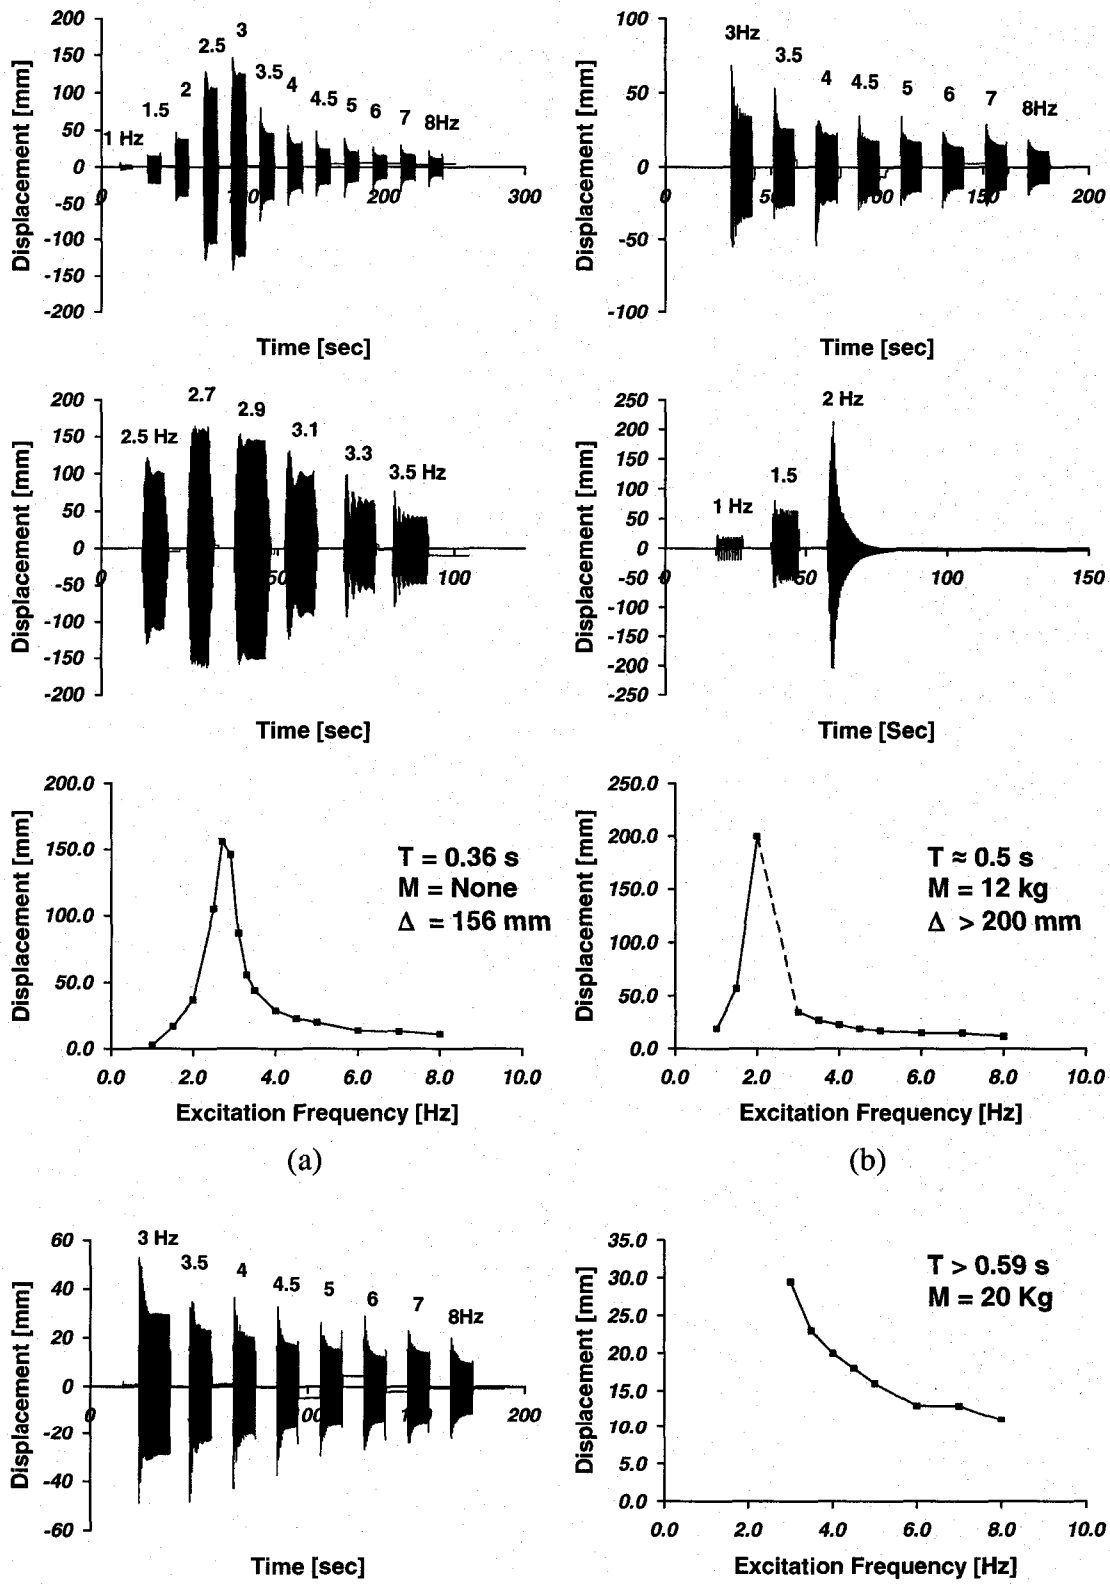 200
150
100
50
0
-50
-100
-150
-200
Displacement [mm]
1 Hz
1.5
2
2.5
3
3.5
4
4.5
5
6
7
8Hz
0
100
200
300
Time [sec]
100
50
0
-50
-100
Displacement [mm]
3Hz
3.5
4
4.5
5
6
7
8Hz
0
50
100
150
200
Time [sec]
200
150
100
50
0
-50
-100
-150
-200
Displacement [mm]
2.5 Hz
2.7
2.9
3.1
3.3
3.5 Hz
0
50
100
Time [sec]
250
200
150
100
50
0
-50
-100
-150
-200
-250
Displacement [mm]
1 Hz
1.5
2 Hz
0
50
100
150
Time [Sec]
200.0
150.0
100.0
50.0
0.0
Displacement [mm]
T = 0.36 s
M = None
Δ = 156 mm
0.0 2.0 4.0 6.0 8.0 10.0
Excitation Frequency [Hz]
(a)
250.0
200.0
150.0
100.0
50.0
0.0
Displacement [mm]
T ≈ 0.5 s
M = 12 kg
Δ > 200 mm
0.0 2.0 4.0 6.0 8.0 10.0
Excitation Frequency [Hz]
(b)
60
40
20
0
-20
-40
-60
Displacement [mm]
3 Hz
3.5
4
4.5
5
6
7
8Hz
0
100
200
Time [sec]
35.0
30.0
25.0
20.0
15.0
10.0
5.0
0.0
Displacement [mm]
T > 0.59 s
M = 20 Kg
0.0 2.0 4.0 6.0 8.0 10.0
Excitation Frequency [Hz]